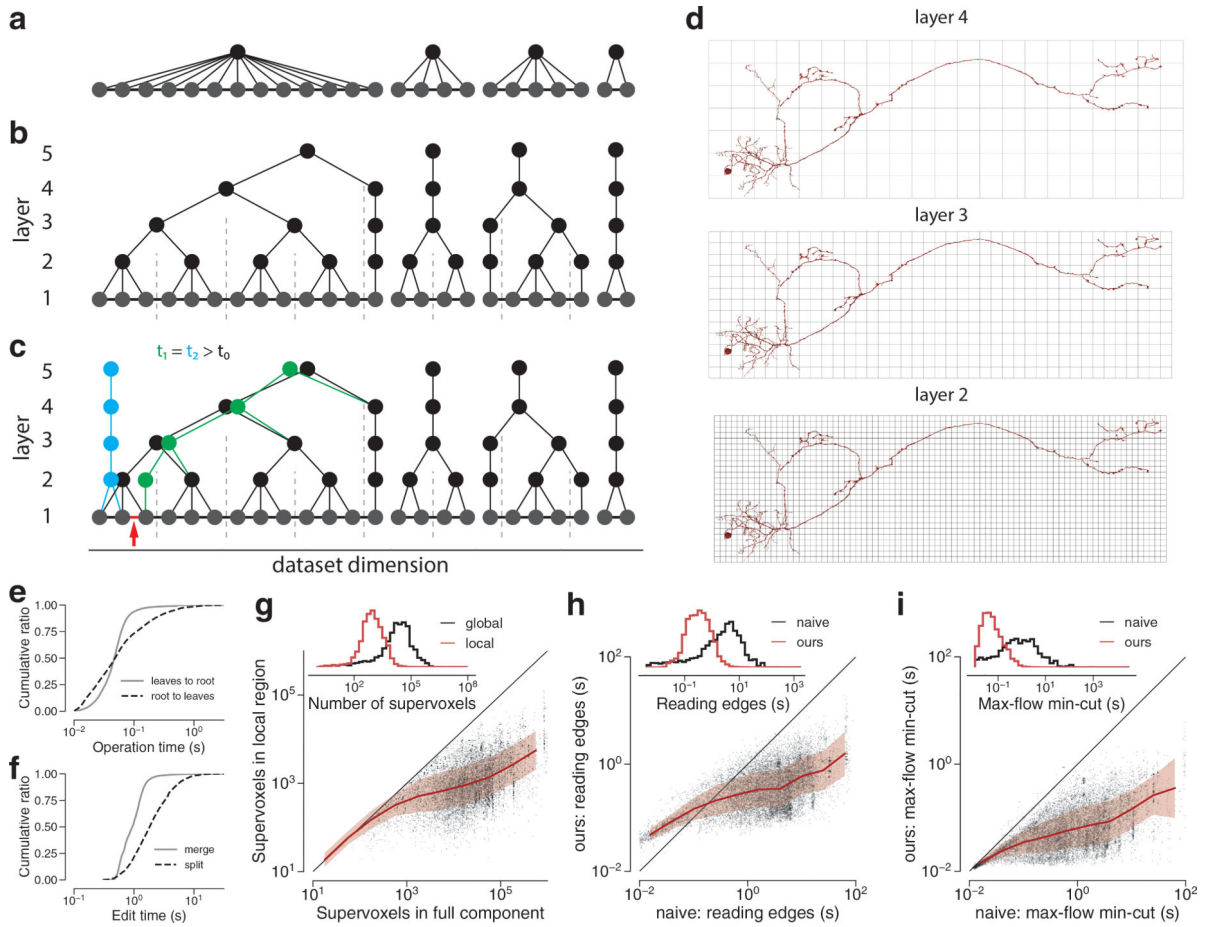 a
b
5
4
3
2
1
layer
c
t₁ = t₂ > t₀
5
4
3
2
1
layer
dataset dimension
d
layer 4
layer 3
layer 2
e
Cumulative ratio
1.00
0.75
0.50
0.25
0.00
leaves to root
root to leaves
10⁻² 10⁻¹ 10⁰
Operation time (s)
f
Cumulative ratio
1.00
0.75
0.50
0.25
0.00
merge
split
10⁻¹ 10⁰ 10¹
Edit time (s)
g
global
local
10² 10⁵ 10⁸
Number of supervoxels
Supervoxels in local region
10⁵
10³
10¹
10¹ 10³ 10⁵
Supervoxels in full component
h
naive
ours
10⁻¹ 10¹ 10³
Reading edges (s)
ours: reading edges (s)
10²
10⁰
10⁻²
10⁻² 10⁰ 10²
naive: reading edges (s)
i
naive
ours
10⁻¹ 10¹ 10³
Max-flow min-cut (s)
ours: max-flow min-cut (s)
10²
10⁰
10⁻²
10⁻² 10⁰ 10²
naive: max-flow min-cut (s)